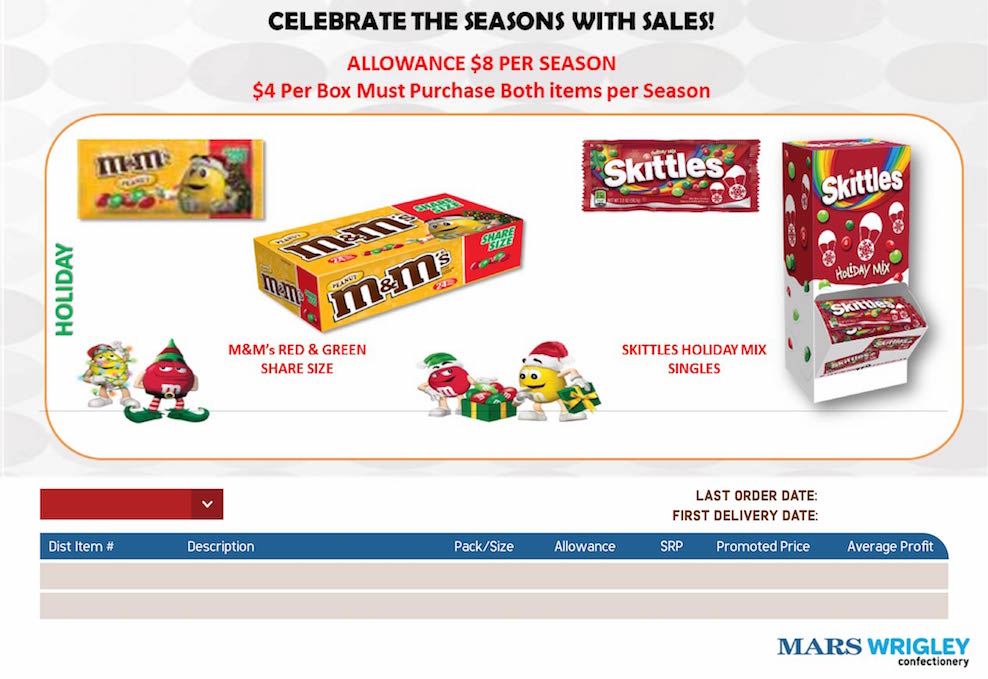 CELEBRATE THE SEASONS WITH SALES!
ALLOWANCE $8 PER SEASON
$4 Per Box Must Purchase Both items per Season
HOLIDAY
m&m's
PEANUT
PEANUT
m&m's
SHARE SIZE
m&m's
PEANUT
m&m's
24
SHARE
SIZE
holiday mix
Skittles
Skittles
HOLIDAY MIX
Skittles
Skittles
M&M's RED & GREEN
SHARE SIZE
SKITTLES HOLIDAY MIX
SINGLES
LAST ORDER DATE:
FIRST DELIVERY DATE:
Dist Item # Description Pack/Size Allowance SRP Promoted Price Average Profit
MARS WRIGLEY
confectionery